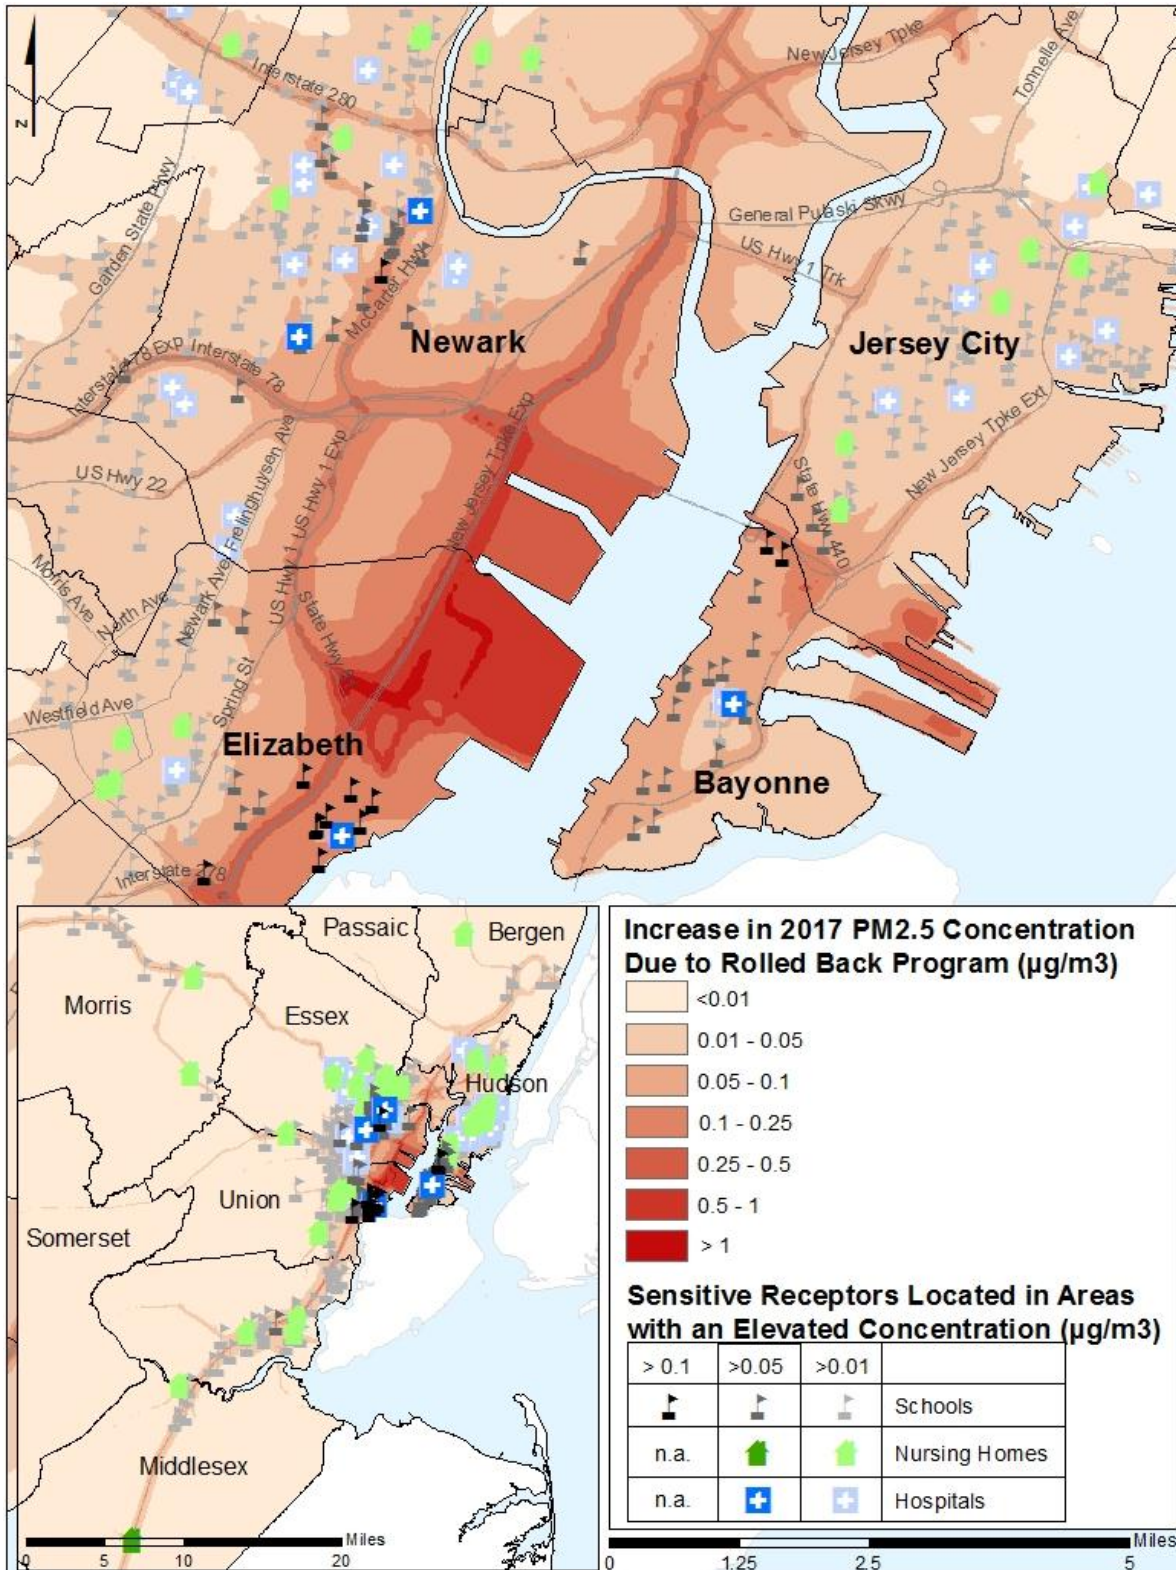 N
Interstate 280
New Jersey Tpke
Tonnelle Ave
Garden State Pkwy
General Pulaski Skwy
US Hwy 1 Trk
McCarter Hwy
Newark
Jersey City
Interstate 78 Exp
Interstate 78
US Hwy 22
Frelinghuysen Ave
US Hwy 1 Exp
US Hwy 1
New Jersey Tpke Exp
State Hwy 440
New Jersey Tpke Ext
Morris Ave
North Ave
Newark Ave
State Hwy
Spring St
Westfield Ave
Elizabeth
Bayonne
Interstate 278
Passaic
Bergen
Morris
Essex
Hudson
Union
Somerset
Middlesex
Miles
0 5 10 20
Increase in 2017 PM2.5 Concentration
Due to Rolled Back Program (µg/m3)
<0.01
0.01 - 0.05
0.05 - 0.1
0.1 - 0.25
0.25 - 0.5
0.5 - 1
> 1
Sensitive Receptors Located in Areas
with an Elevated Concentration (µg/m3)
> 0.1 >0.05 >0.01
Schools
n.a. Nursing Homes
n.a. Hospitals
Miles
0 1.25 2.5 5